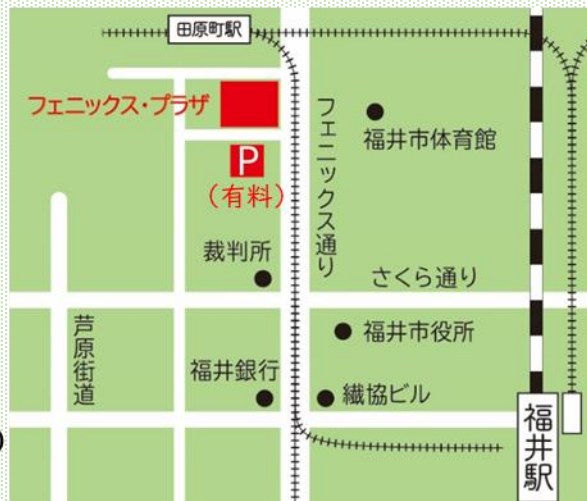 田原町駅
フェニックス・プラザ
P
(有料)
フェニックス通り
福井市体育館
裁判所
さくら通り
芦原街道
福井市役所
福井銀行
繊協ビル
福井駅
)